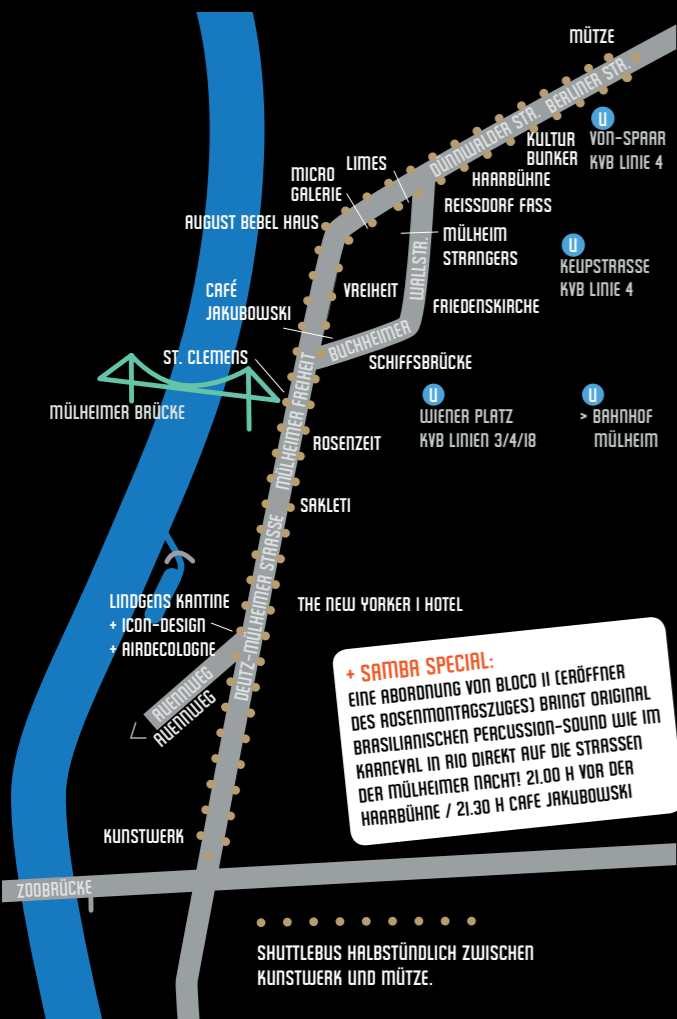 MÜTZE
BERLINER STR.
DÜNNWALDER STR.
U
VON-SPAAR
KVB LINIE 4
KULTUR
BUNKER
LIMES
MICRO
GALERIE
HAARBÜHNE
REISSDORF FASS
AUGUST BEBEL HAUS
MÜLHEIM
STRANGERS
WALLSTR.
U
KEUPSTRASSE
KVB LINIE 4
CAFÉ
JAKUBOWSKI
VREIHEIT
FRIEDENSKIRCHE
BUCHHEIMER
ST. CLEMENS
SCHIFFSBRÜCKE
MÜLHEIMER FREIHEIT
MÜLHEIMER BRÜCKE
U
WIENER PLATZ
KVB LINIEN 3/4/18
U
> BAHNHOF
MÜLHEIM
ROSENZEIT
SAKLETI
DEUTZ-MÜLHEIMER STRASSE
LINDGENS KANTINE
+ ICON-DESIGN
+ AIRDECOLOGNE
THE NEW YORKER I HOTEL
AUENWEG
AUENWEG
+ SAMBA SPECIAL:
EINE ABORDNUNG VON BLOCO II (ERÖFFNER
DES ROSENMONTAGSZUGES) BRINGT ORIGINAL
BRASILIANISCHEN PERCUSSION-SOUND WIE IM
KARNEVAL IN RIO DIREKT AUF DIE STRASSEN
DER MÜLHEIMER NACHT! 21.00 H VOR DER
HAARBÜHNE / 21.30 H CAFE JAKUBOWSKI
KUNSTWERK
ZOOBRÜCKE
SHUTTLEBUS HALBSTÜNDLICH ZWISCHEN
KUNSTWERK UND MÜTZE.